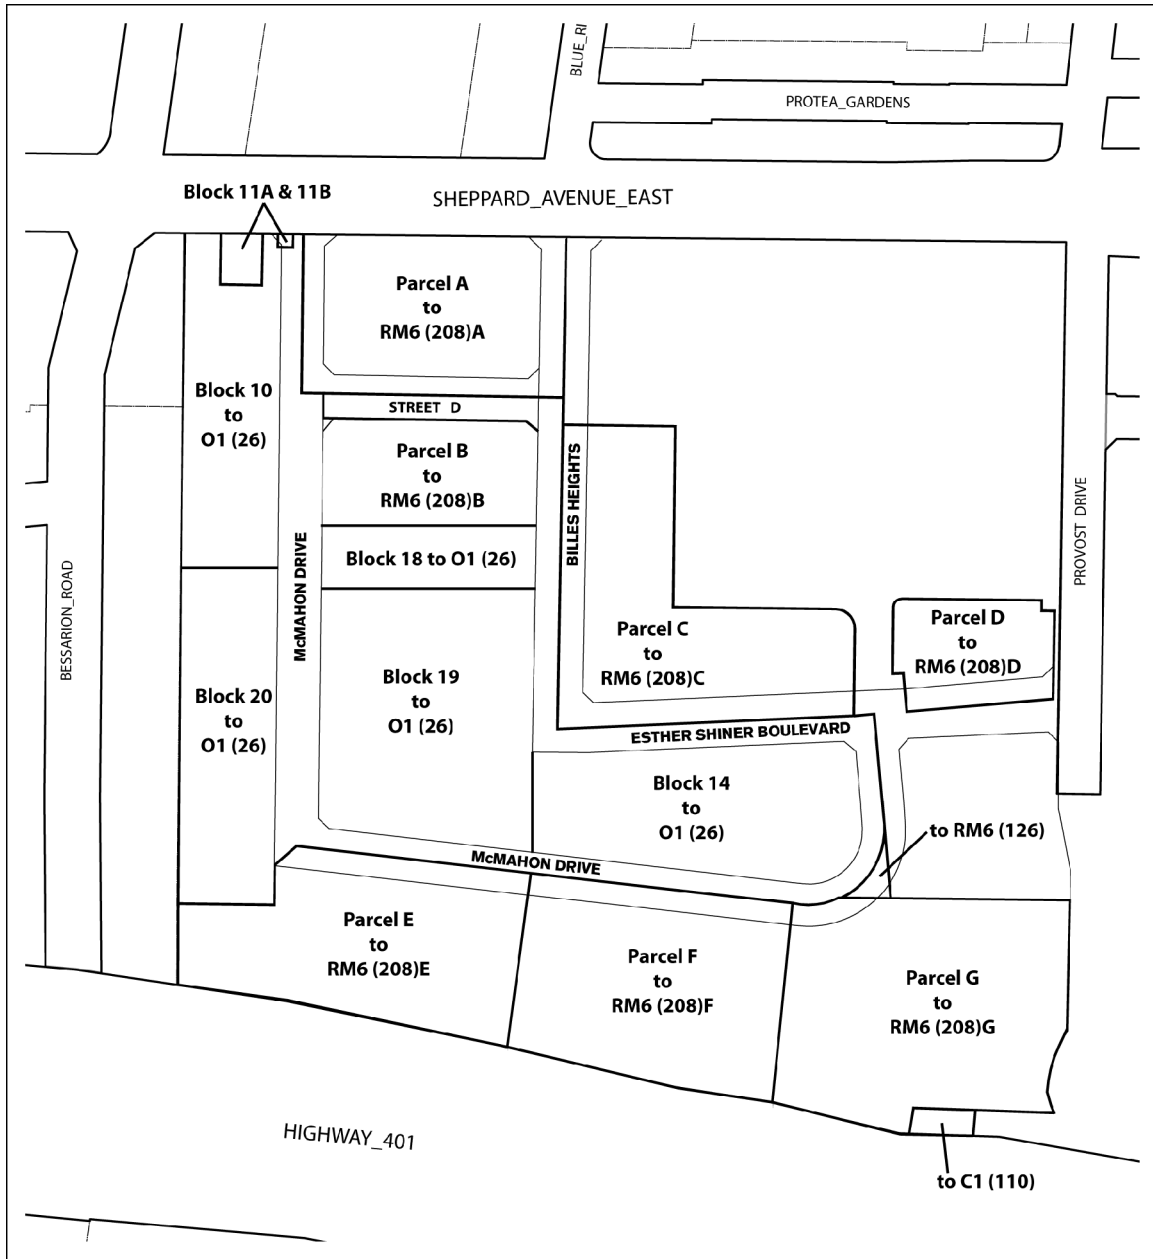 BLUE_RI
PROTEA_GARDENS
Block 11A & 11B
SHEPPARD_AVENUE_EAST
Parcel A
to
RM6 (208)A
Block 10
to
O1 (26)
STREET D
Parcel B
to
RM6 (208)B
BILLES HEIGHTS
PROVOST DRIVE
McMAHON DRIVE
Block 18 to O1 (26)
BESSARION_ROAD
Parcel C
to
RM6 (208)C
Parcel D
to
RM6 (208)D
Block 19
to
O1 (26)
Block 20
to
O1 (26)
ESTHER SHINER BOULEVARD
Block 14
to
O1 (26)
to RM6 (126)
McMAHON DRIVE
Parcel E
to
RM6 (208)E
Parcel F
to
RM6 (208)F
Parcel G
to
RM6 (208)G
HIGHWAY_401
to C1 (110)